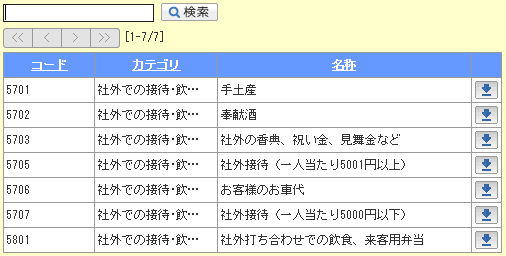 検索
[1-7/7]
コード カテゴリ 名称
5701 社外での接待・飲… 手土産
5702 社外での接待・飲… 奉献酒
5703 社外での接待・飲… 社外の香典、祝い金、見舞金など
5705 社外での接待・飲… 社外接待（一人当たり5001円以上）
5706 社外での接待・飲… お客様のお車代
5707 社外での接待・飲… 社外接待（一人当たり5000円以下）
5801 社外での接待・飲… 社外打ち合わせでの飲食、来客用弁当